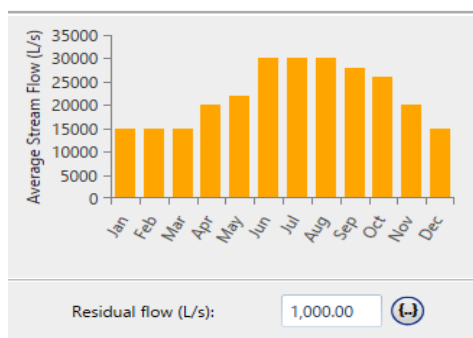 Average Stream Flow (L/s)
35000
30000
25000
20000
15000
10000
5000
0
Jan Feb Mar Apr May Jun Jul Aug Sep Oct Nov Dec
Residual flow (L/s): 1,000.00 {..}